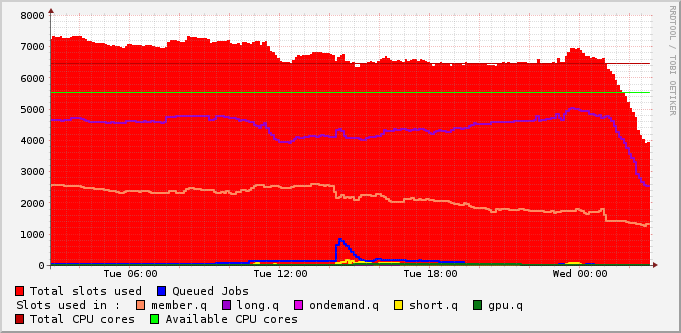 8000
7000
6000
5000
4000
3000
2000
1000
0
Tue 06:00 Tue 12:00 Tue 18:00 Wed 00:00
Total slots used Queued Jobs
Slots used in : member.q long.q ondemand.q short.q gpu.q
Total CPU cores Available CPU cores
RRDTOOL / TOBI OETIKER